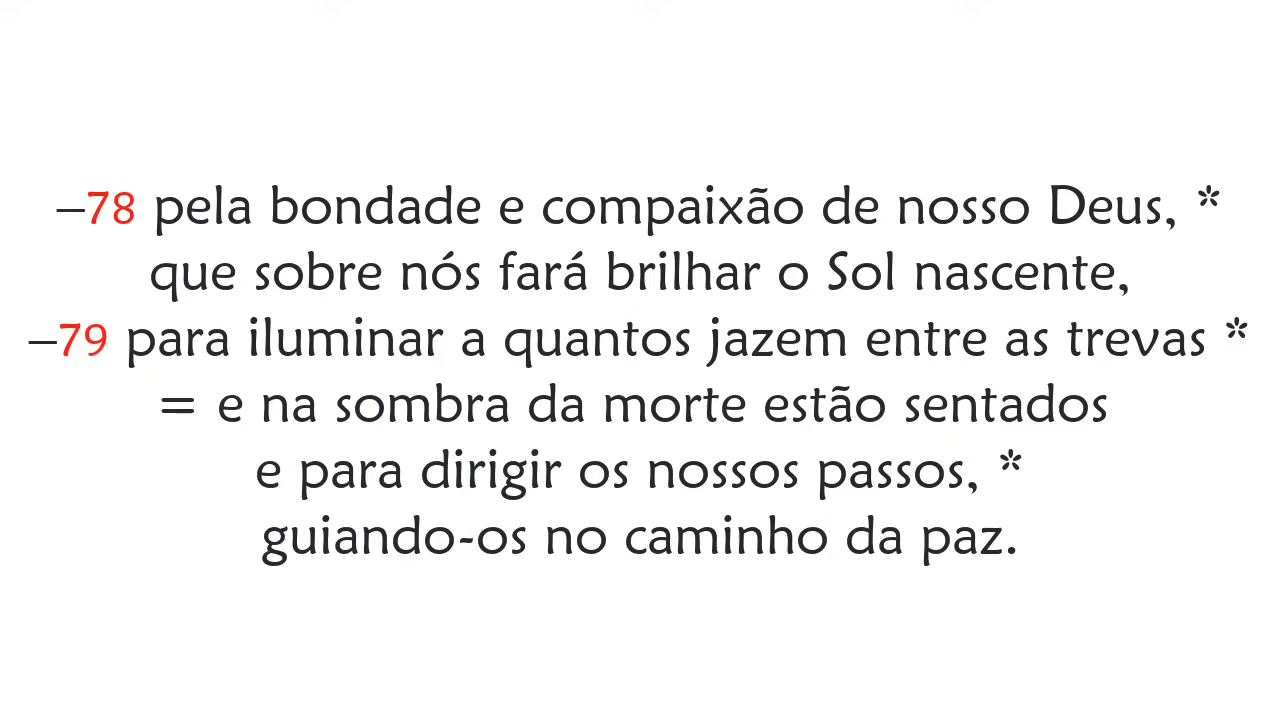 –78 pela bondade e compaixão de nosso Deus, *
que sobre nós fará brilhar o Sol nascente,
–79 para iluminar a quantos jazem entre as trevas *
= e na sombra da morte estão sentados
e para dirigir os nossos passos, *
guiando-os no caminho da paz.